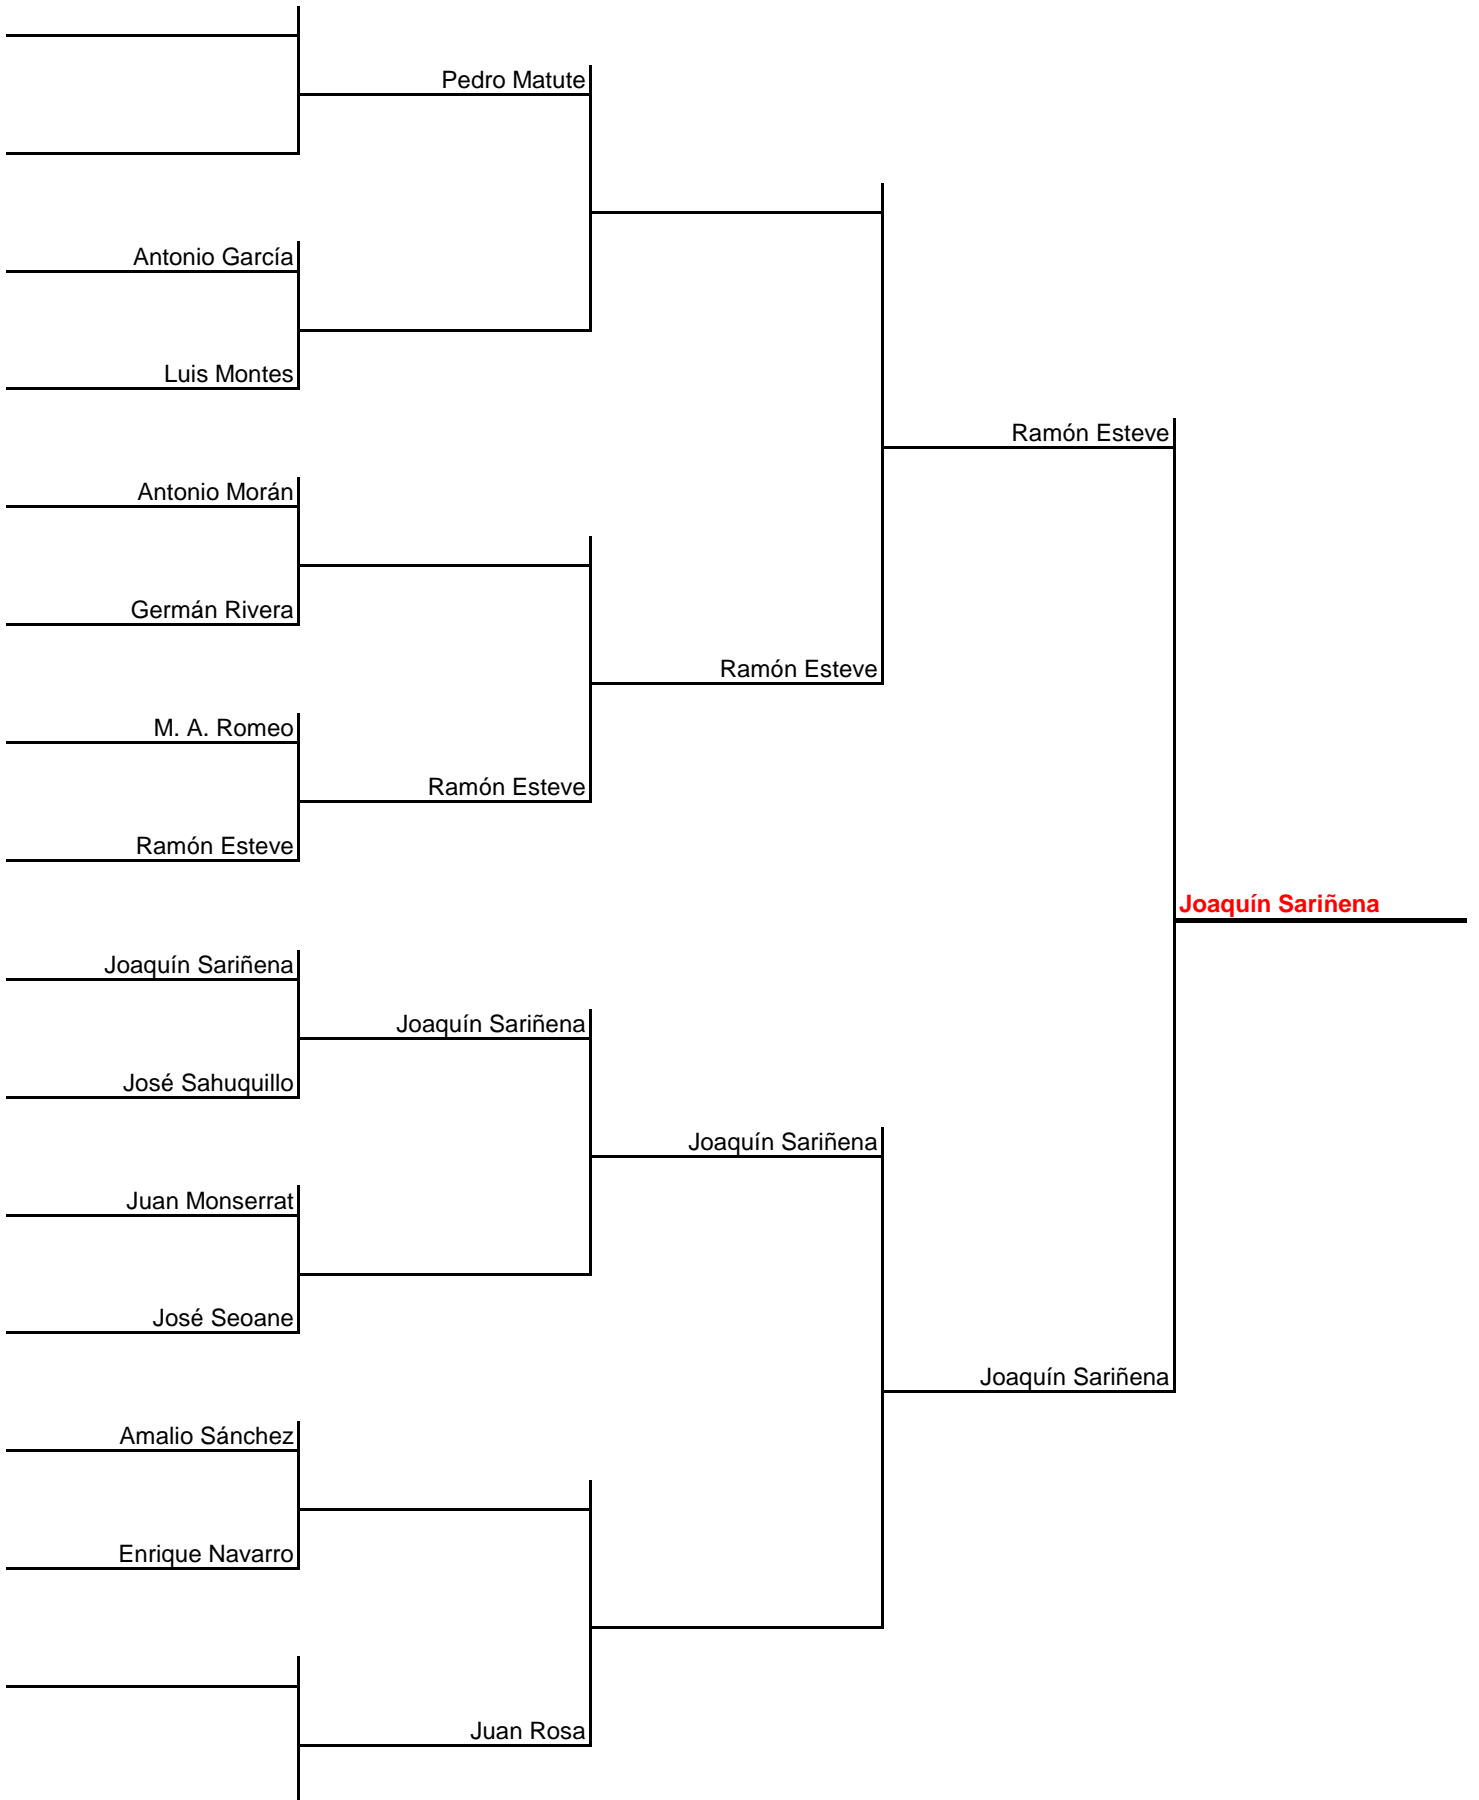 Pedro Matute
Antonio García
Luis Montes
Ramón Esteve
Antonio Morán
Germán Rivera
Ramón Esteve
M. A. Romeo
Ramón Esteve
Ramón Esteve
Joaquín Sariñena
Joaquín Sariñena
Joaquín Sariñena
José Sahuquillo
Joaquín Sariñena
Juan Monserrat
José Seoane
Joaquín Sariñena
Amalio Sánchez
Enrique Navarro
Juan Rosa